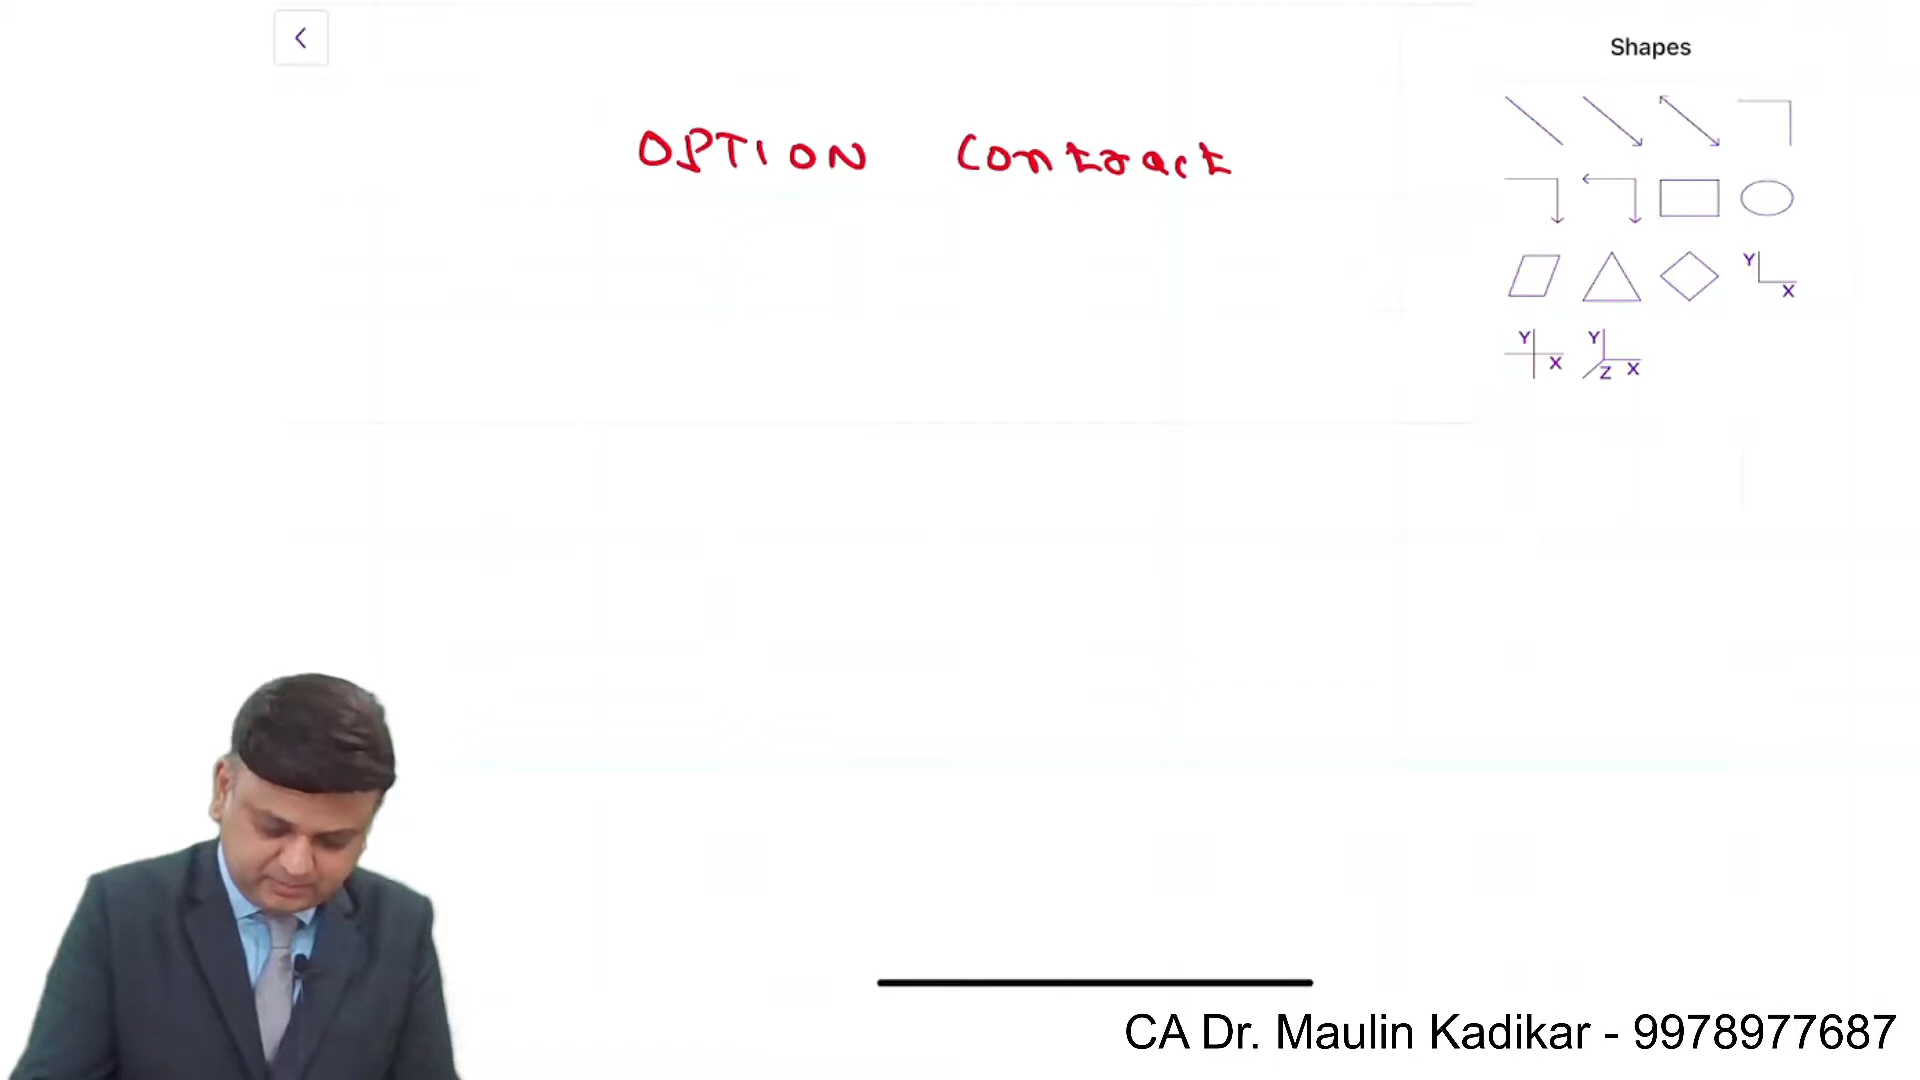 Shapes
OPTION Contract
Y
X
Y
X
Y
Z X
CA Dr. Maulin Kadikar - 9978977687